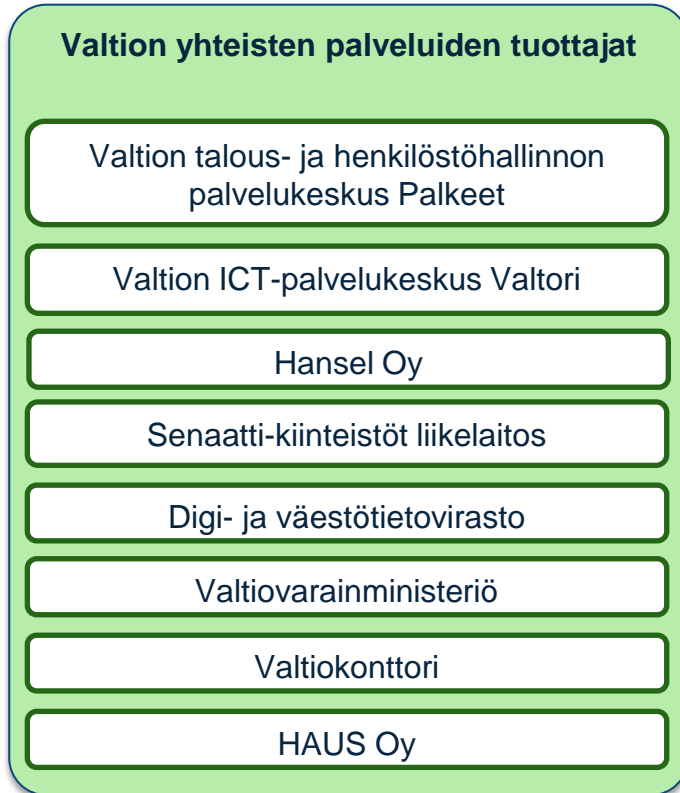 Valtion yhteisten palveluiden tuottajat
Valtion talous- ja henkilöstöhallinnon
palvelukeskus Palkeet
Valtion ICT-palvelukeskus Valtori
Hansel Oy
Senaatti-kiinteistöt liikelaitos
Digi- ja väestötietovirasto
Valtiovarainministeriö
Valtiokonttori
HAUS Oy